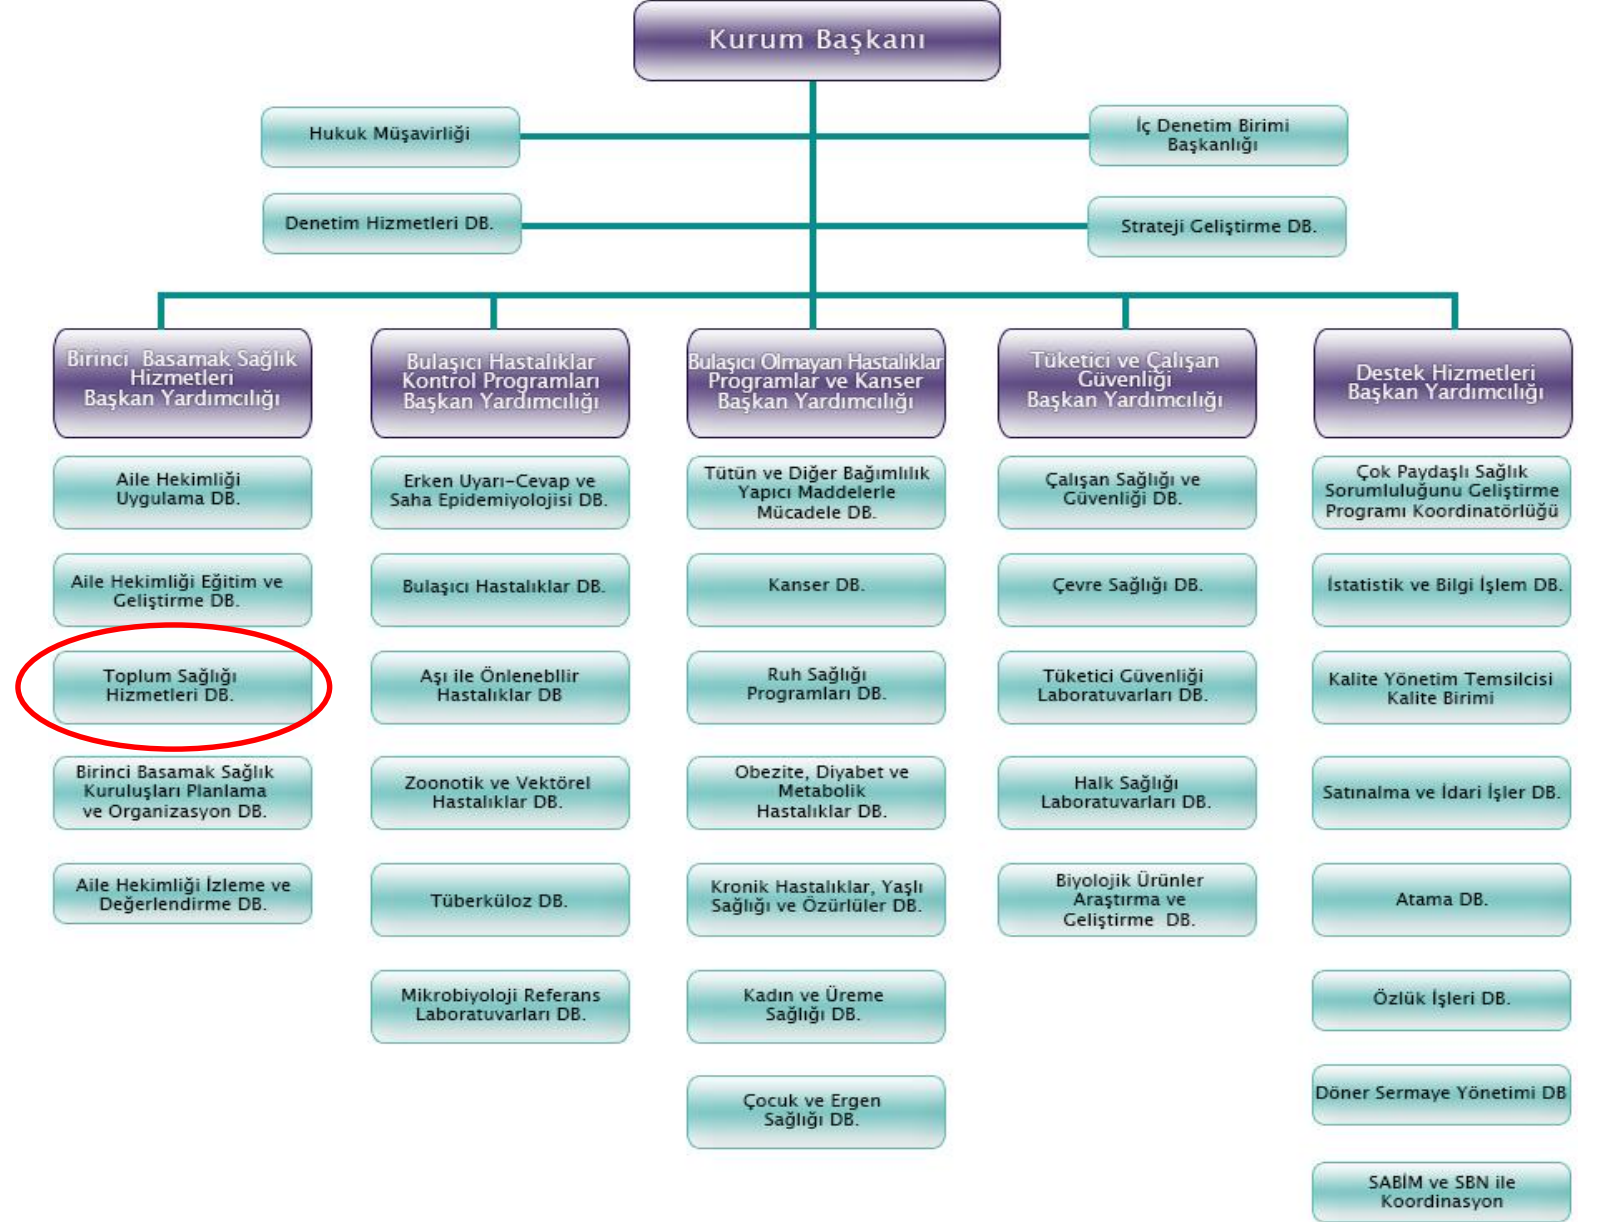 Kurum Başkanı
Hukuk Müşavirliği
İç Denetim Birimi
Başkanlığı
Denetim Hizmetleri DB.
Strateji Geliştirme DB.
Birinci Basamak Sağlık
Hizmetleri
Başkan Yardımcılığı
Aile Hekimliği
Uygulama DB.
Aile Hekimliği Eğitim ve
Geliştirme DB.
Toplum Sağlığı
Hizmetleri DB.
Birinci Basamak Sağlık
Kuruluşları Planlama
ve Organizasyon DB.
Aile Hekimliği İzleme ve
Değerlendirme DB.
Bulaşıcı Hastalıklar
Kontrol Programları
Başkan Yardımcılığı
Erken Uyarı-Cevap ve
Saha Epidemiyolojisi DB.
Bulaşıcı Hastalıklar DB.
Aşı ile Önlenebllir
Hastalıklar DB
Zoonotik ve Vektörel
Hastalıklar DB.
Tüberküloz DB.
Mikrobiyoloji Referans
Laboratuvarları DB.
Bulaşıcı Olmayan Hastalıklar
Programlar ve Kanser
Başkan Yardımcılığı
Tütün ve Diğer Bağımlılık
Yapıcı Maddelerle
Mücadele DB.
Kanser DB.
Ruh Sağlığı
Programları DB.
Obezite, Diyabet ve
Metabolik
Hastalıklar DB.
Kronik Hastalıklar, Yaşlı
Sağlığı ve Özürlüler DB.
Kadın ve Üreme
Sağlığı DB.
Çocuk ve Ergen
Sağlığı DB.
Tüketici ve Çalışan
Güvenliği
Başkan Yardımcılığı
Çalışan Sağlığı ve
Güvenliği DB.
Çevre Sağlığı DB.
Tüketici Güvenliği
Laboratuvarları DB.
Halk Sağlığı
Laboratuvarları DB.
Biyolojik Ürünler
Araştırma ve
Geliştirme DB.
Destek Hizmetleri
Başkan Yardımcılığı
Çok Paydaşlı Sağlık
Sorumluluğunu Geliştirme
Programı Koordinatörlüğü
İstatistik ve Bilgi İşlem DB.
Kalite Yönetim Temsilcisi
Kalite Birimi
Satınalma ve İdari İşler DB.
Atama DB.
Özlük İşleri DB.
Döner Sermaye Yönetimi DB
SABİM ve SBN ile
Koordinasyon